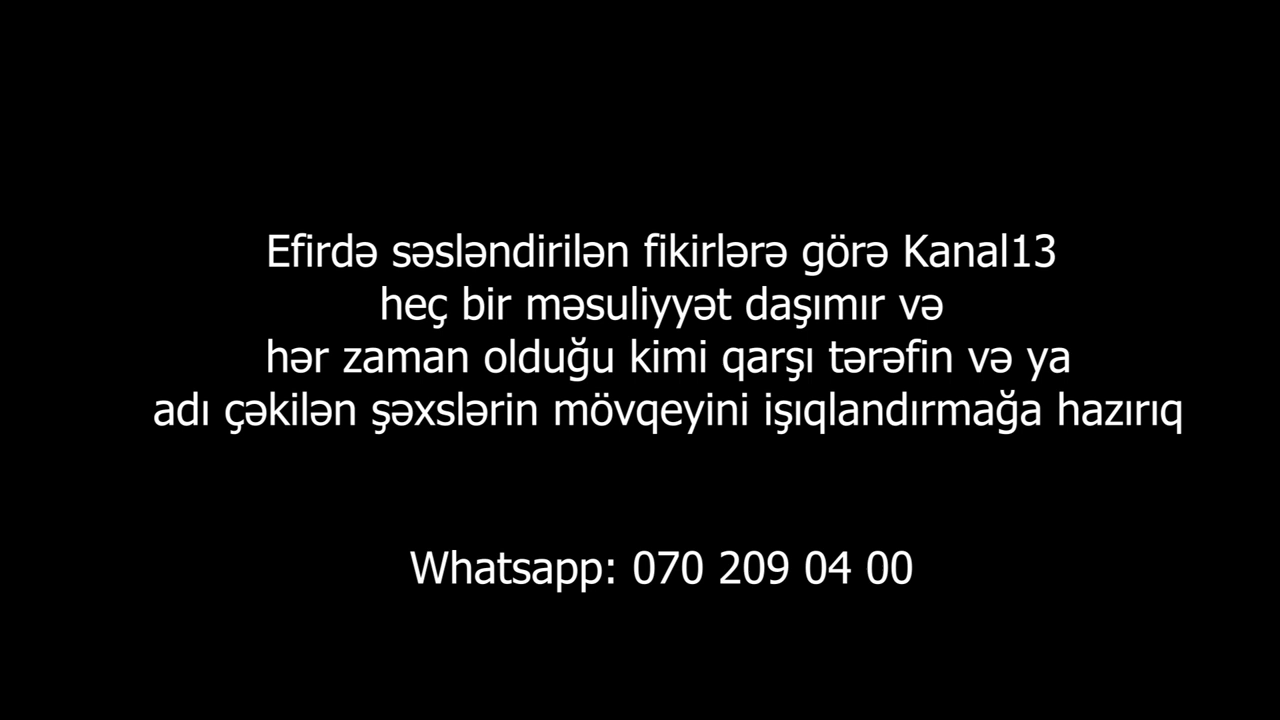 Efirdə səsləndirilən fikirlərə görə Kanal13
heç bir məsuliyyət daşımır və
hər zaman olduğu kimi qarşı tərəfin və ya
adı çəkilən şəxslərin mövqeyini işıqlandırmağa hazırıq
Whatsapp: 070 209 04 00